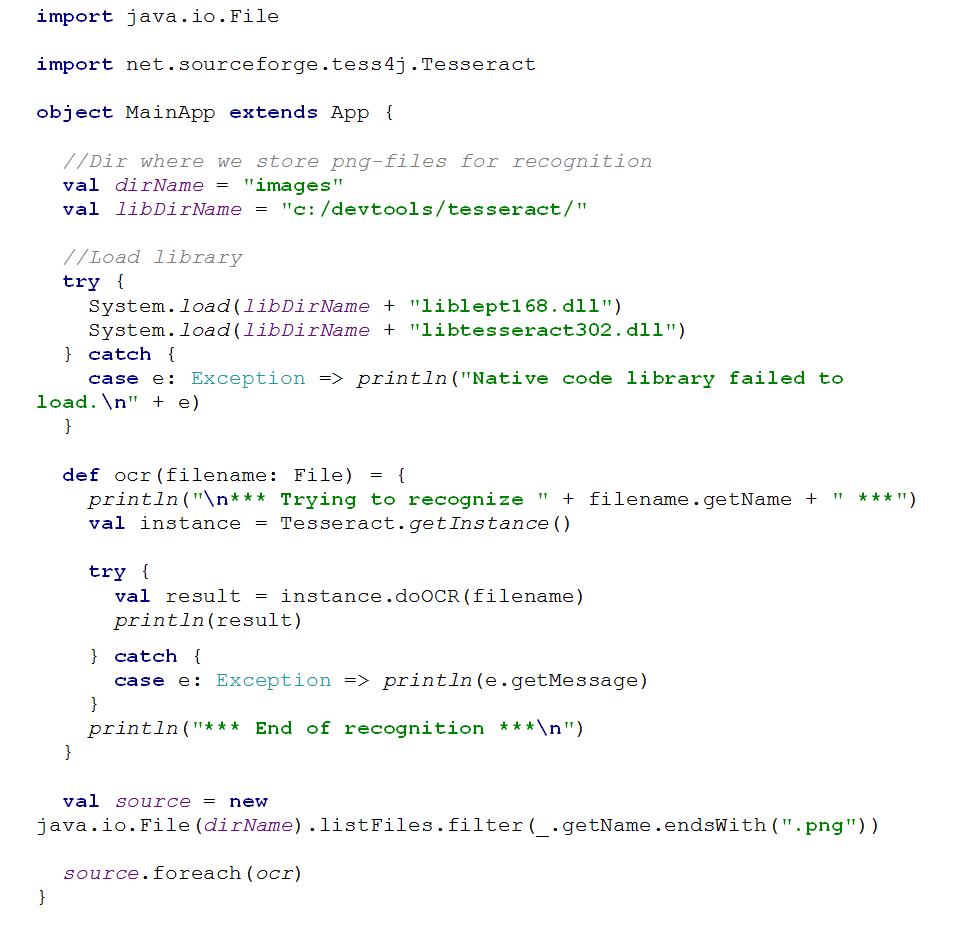 import java.io.File
import net.sourceforge.tess4j.Tesseract
object MainApp extends App {
  //Dir where we store png-files for recognition
  val dirName = "images"
  val libDirName = "c:/devtools/tesseract/"
  //Load library
  try {
    System.load(libDirName + "liblept168.dll")
    System.load(libDirName + "libtesseract302.dll")
  } catch {
    case e: Exception => println("Native code library failed to
load.\n" + e)
  }
  def ocr(filename: File) = {
    println("\n*** Trying to recognize " + filename.getName + " ***")
    val instance = Tesseract.getInstance()
    try {
      val result = instance.doOCR(filename)
      println(result)
    } catch {
      case e: Exception => println(e.getMessage)
    }
    println("*** End of recognition ***\n")
  }
  val source = new
java.io.File(dirName).listFiles.filter(_.getName.endsWith(".png"))
  source.foreach(ocr)
}